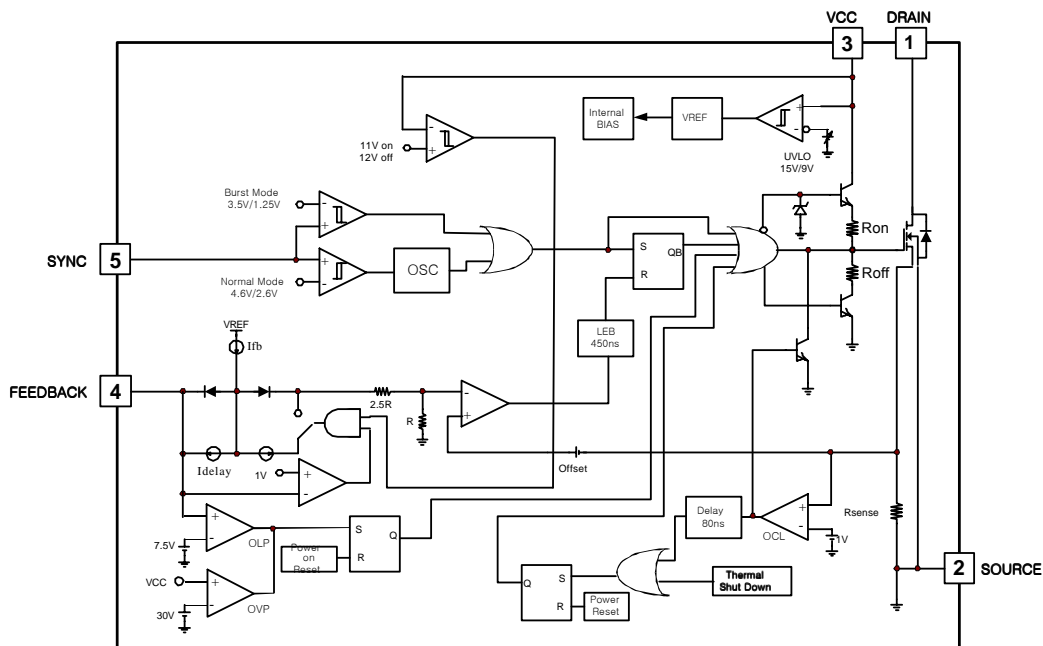 VCC DRAIN
3 1
Internal
BIAS
VREF
+
-
UVLO
15V/9V
-
+
11V on
12V off
Burst Mode
3.5V/1.25V
-
+
SYNC 5
+
-
OSC
Normal Mode
4.6V/2.6V
S
QB
R
Ron
Roff
LEB
450ns
VREF
Ifb
FEEDBACK 4
2.5R
R
-
+
Idelay
1V
+
-
Offset
7.5V
+
-
OLP
Power
on
Reset
S
Q
R
VCC
+
-
30V
OVP
Delay
80ns
+
-
OCL
1V
Rsense
Q
S
R
Power
Reset
Thermal
Shut Down
2 SOURCE